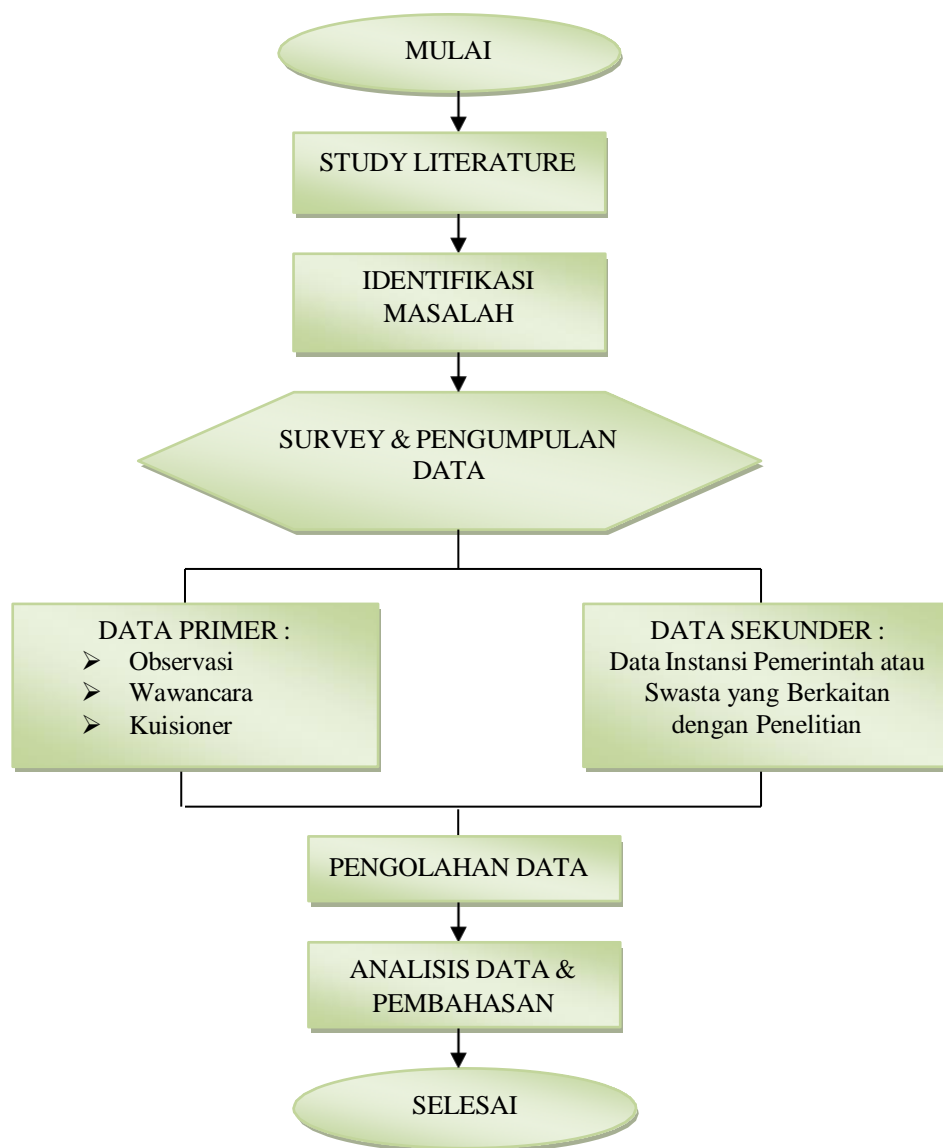 MULAI
STUDY LITERATURE
IDENTIFIKASI
MASALAH
SURVEY & PENGUMPULAN
DATA
DATA PRIMER :
➢ Observasi
➢ Wawancara
➢ Kuisioner
DATA SEKUNDER :
Data Instansi Pemerintah atau
Swasta yang Berkaitan
dengan Penelitian
PENGOLAHAN DATA
ANALISIS DATA &
PEMBAHASAN
SELESAI